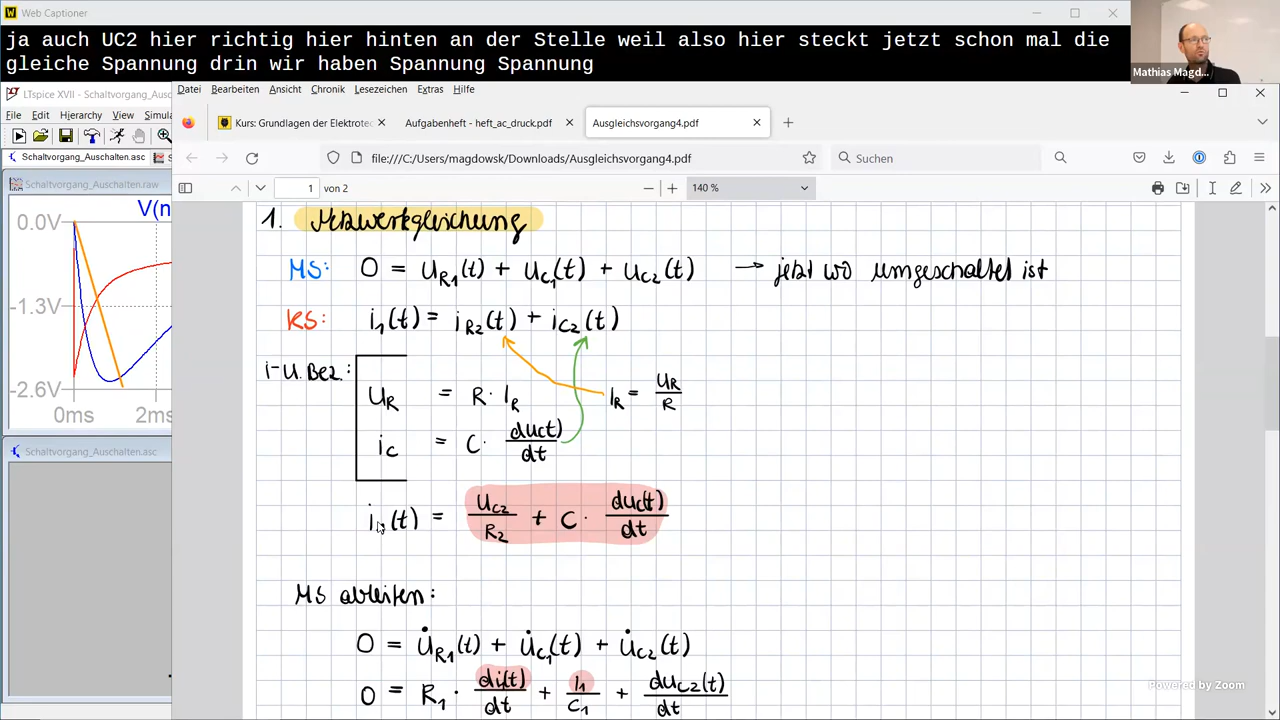 Web Captioner
ja auch UC2 hier richtig hier hinten an der Stelle weil also hier steckt jetzt schon mal die
gleiche Spannung drin wir haben Spannung Spannung
Mathias Magd...
LTspice XVII - Schaltvorgang_Aus
File Edit Hierarchy View Simula
Schaltvorgang_Auschalten.asc
Schaltvorgang_Auschalten.raw
V(n
0.0V
-1.3V
-2.6V
0ms 2ms
Schaltvorgang_Auschalten.asc
Datei Bearbeiten Ansicht Chronik Lesezeichen Extras Hilfe
Kurs: Grundlagen der Elektrotec
Aufgabenheft - heft_ac_druck.pdf
Ausgleichsvorgang4.pdf
file:///C:/Users/magdowsk/Downloads/Ausgleichsvorgang4.pdf
Suchen
1 von 2
140 %
1. Netzwerkgleichung
MS: 0 = uR1(t) + uC1(t) + uC2(t) → jetzt wo umgeschaltet ist
KS: i1(t) = iR2(t) + iC2(t)
i-U. Bez.:
UR = R · IR IR = UR/R
iC = C · duc(t)/dt
i1(t) = UC2/R2 + C · duc(t)/dt
MS ableiten:
0 = u̇R1(t) + u̇C1(t) + u̇C2(t)
0 = R1 · di1(t)/dt + I1/C1 + duC2(t)/dt
Powered by Zoom